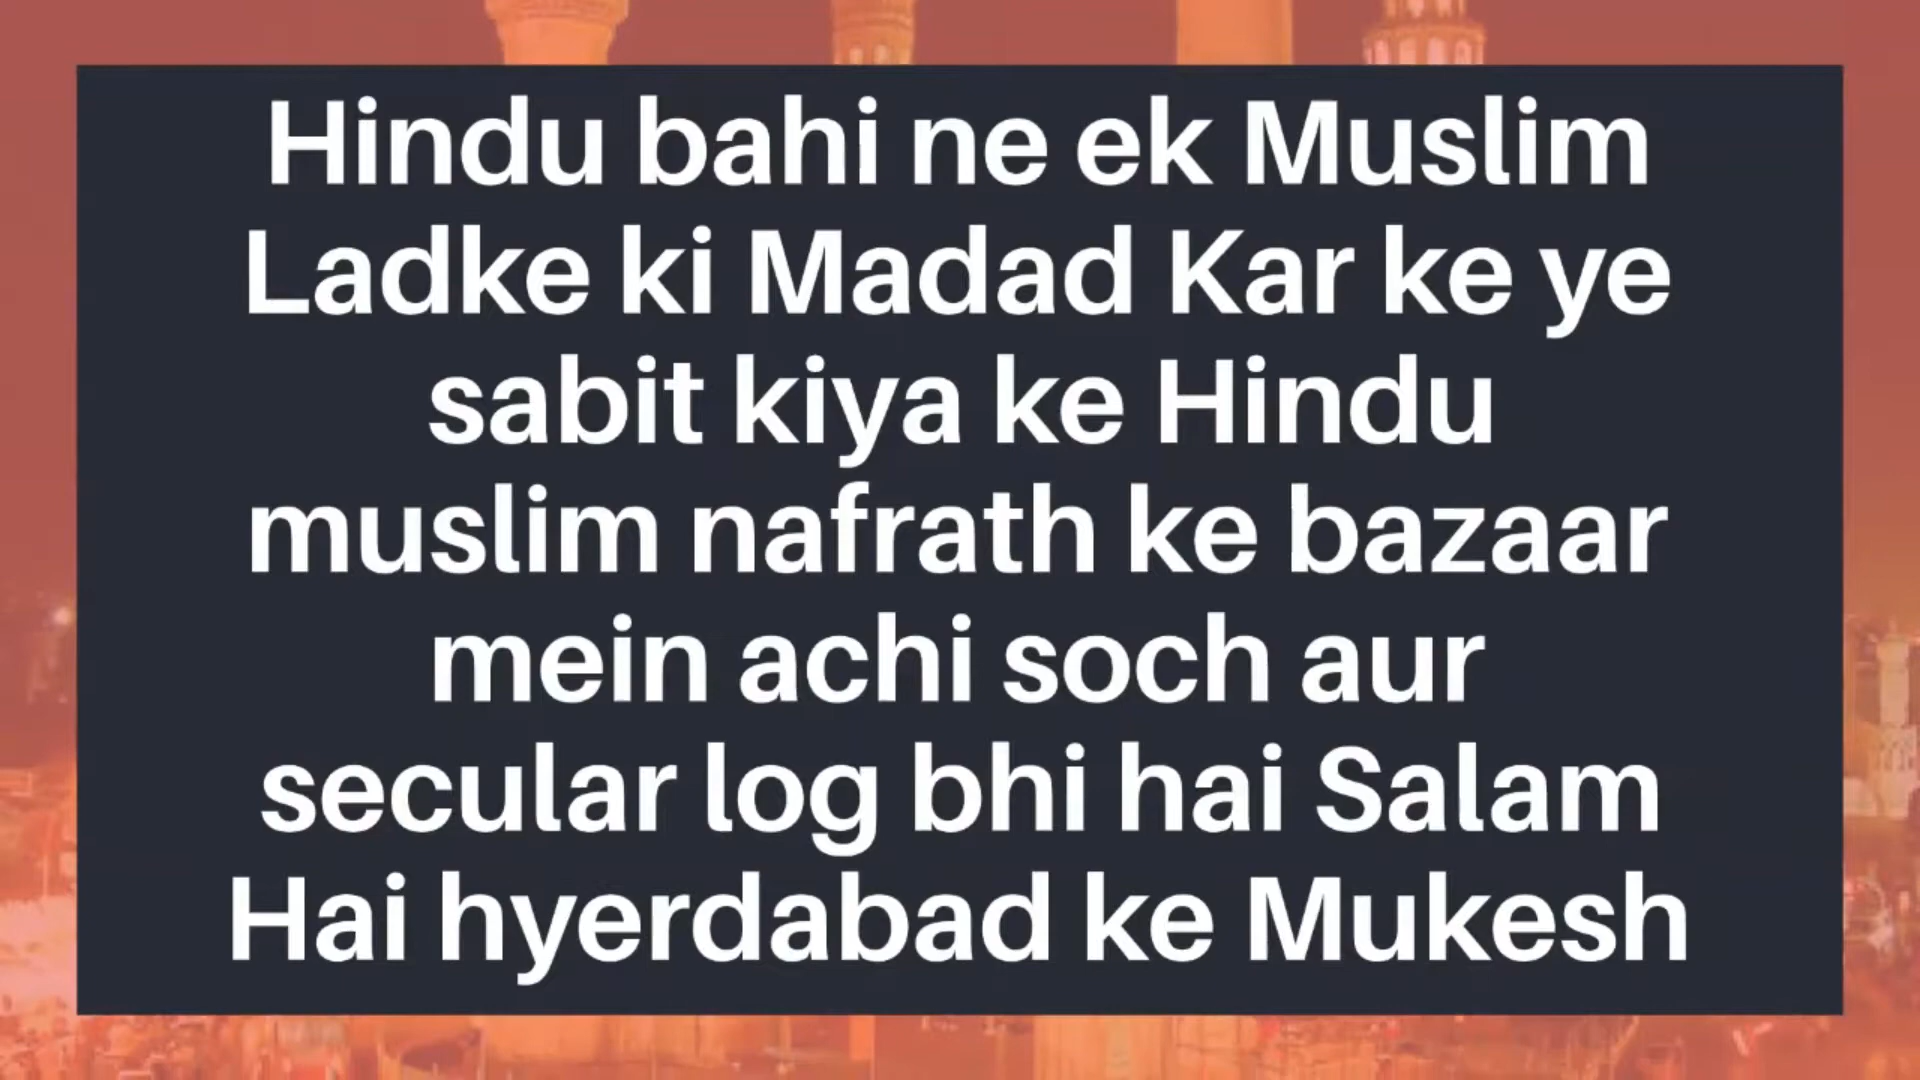 Hindu bahi ne ek Muslim
Ladke ki Madad Kar ke ye
sabit kiya ke Hindu
muslim nafrath ke bazaar
mein achi soch aur
secular log bhi hai Salam
Hai hyerdabad ke Mukesh